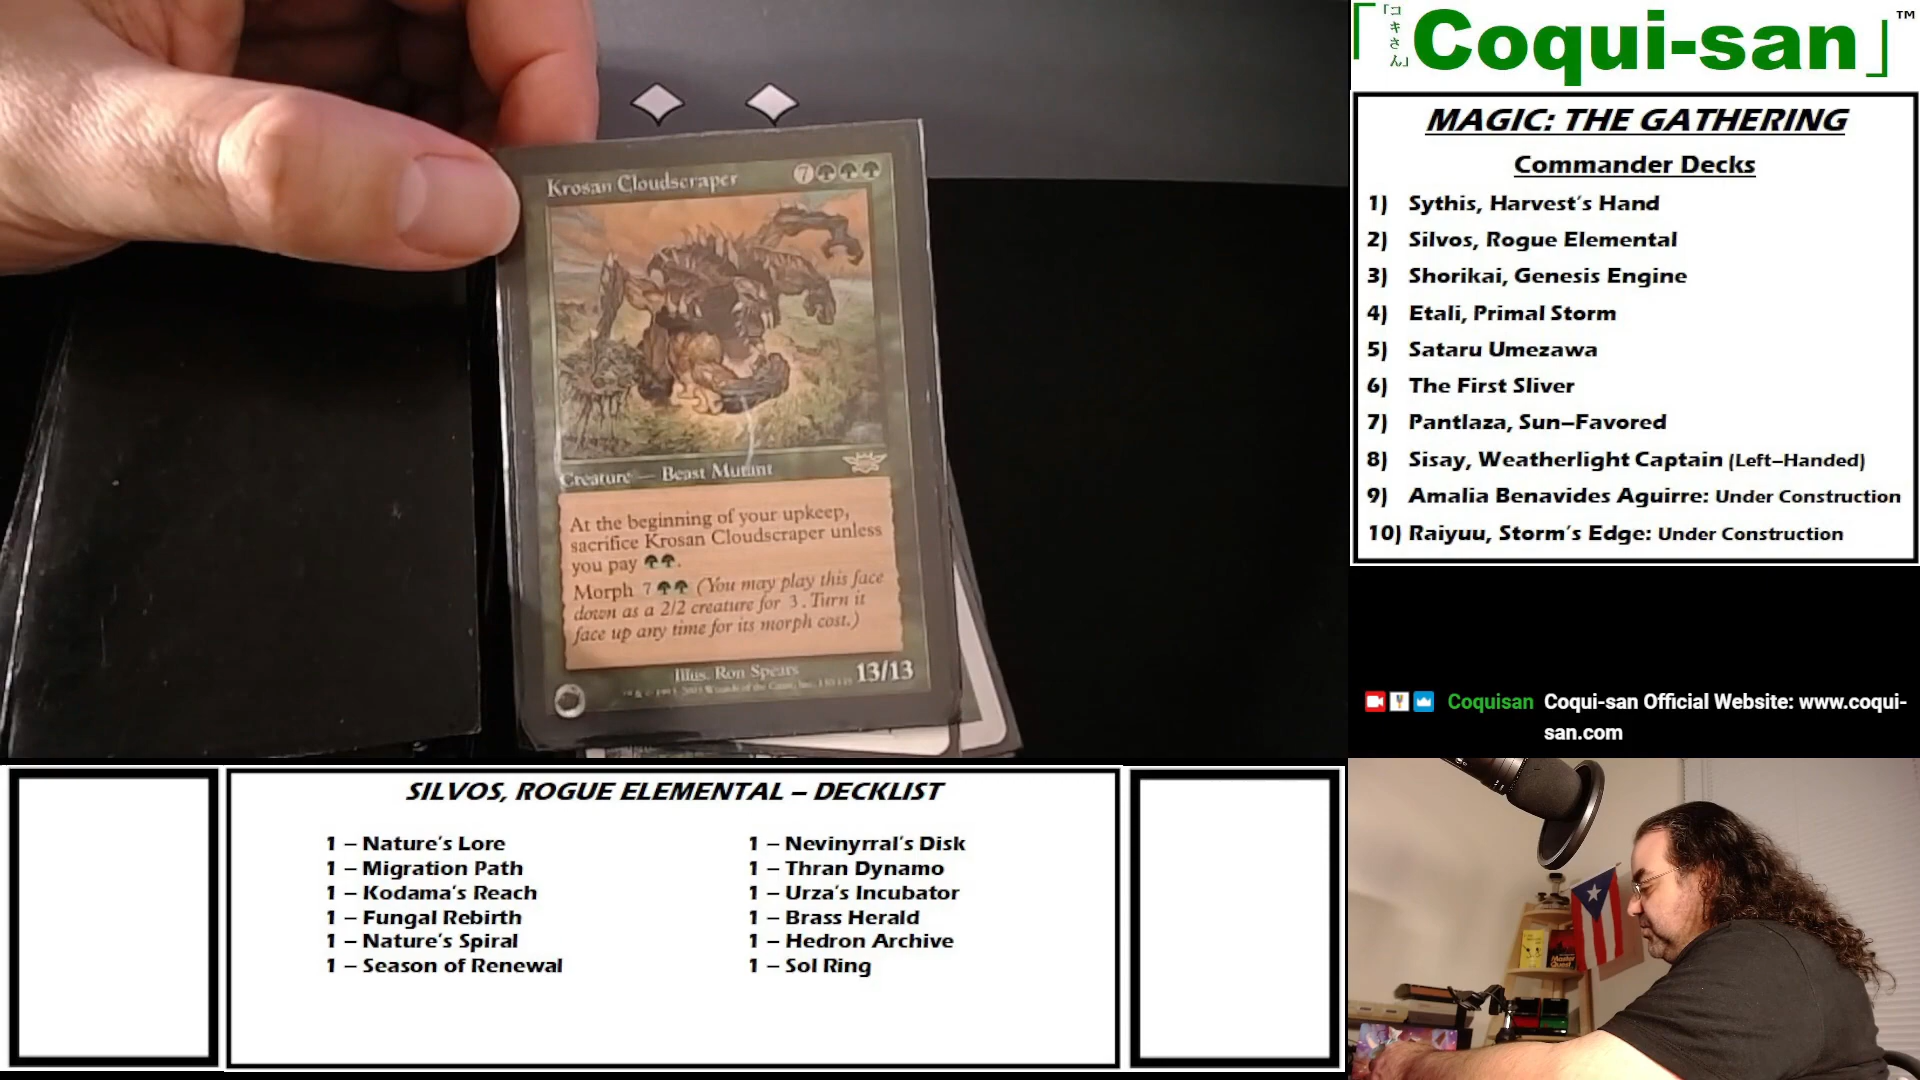 Krosan Cloudscraper 7
Creature — Beast Mutant
At the beginning of your upkeep,
sacrifice Krosan Cloudscraper unless
you pay .
Morph 7 (You may play this face
down as a 2/2 creature for 3. Turn it
face up any time for its morph cost.)
Illus. Ron Spears
13/13
「コキさん」
「Coqui-san」™
MAGIC: THE GATHERING
Commander Decks
1) Sythis, Harvest's Hand
2) Silvos, Rogue Elemental
3) Shorikai, Genesis Engine
4) Etali, Primal Storm
5) Sataru Umezawa
6) The First Sliver
7) Pantlaza, Sun-Favored
8) Sisay, Weatherlight Captain (Left-Handed)
9) Amalia Benavides Aguirre: Under Construction
10) Raiyuu, Storm's Edge: Under Construction
Coquisan Coqui-san Official Website: www.coqui-
san.com
SILVOS, ROGUE ELEMENTAL – DECKLIST
1 – Nature's Lore
1 – Migration Path
1 – Kodama's Reach
1 – Fungal Rebirth
1 – Nature's Spiral
1 – Season of Renewal
1 – Nevinyrral's Disk
1 – Thran Dynamo
1 – Urza's Incubator
1 – Brass Herald
1 – Hedron Archive
1 – Sol Ring
Master
Quest